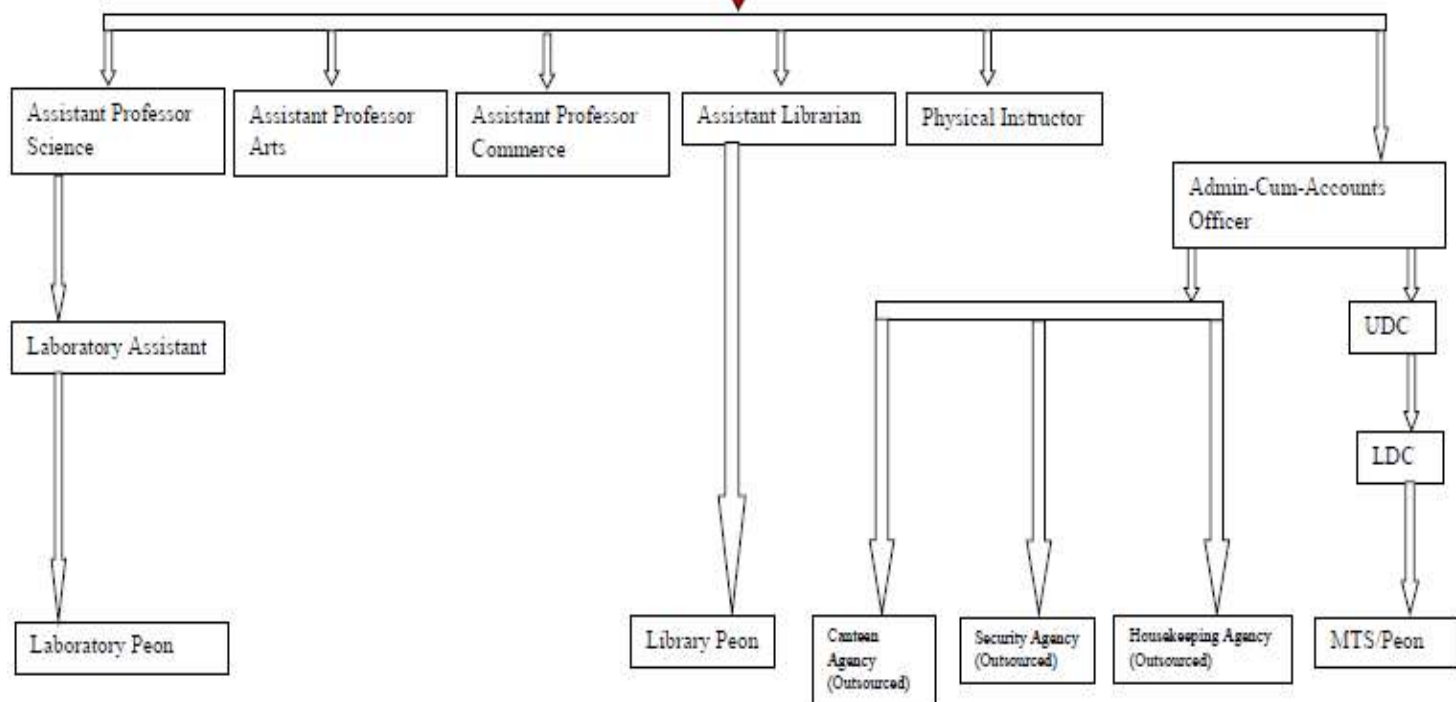 Assistant Professor
Science
Assistant Professor
Arts
Assistant Professor
Commerce
Assistant Librarian
Physical Instructor
Admin-Cum-Accounts
Officer
Laboratory Assistant
UDC
LDC
Laboratory Peon
Library Peon
Canteen
Agency
(Outsourced)
Security Agency
(Outsourced)
Housekeeping Agency
(Outsourced)
MTS/Peon